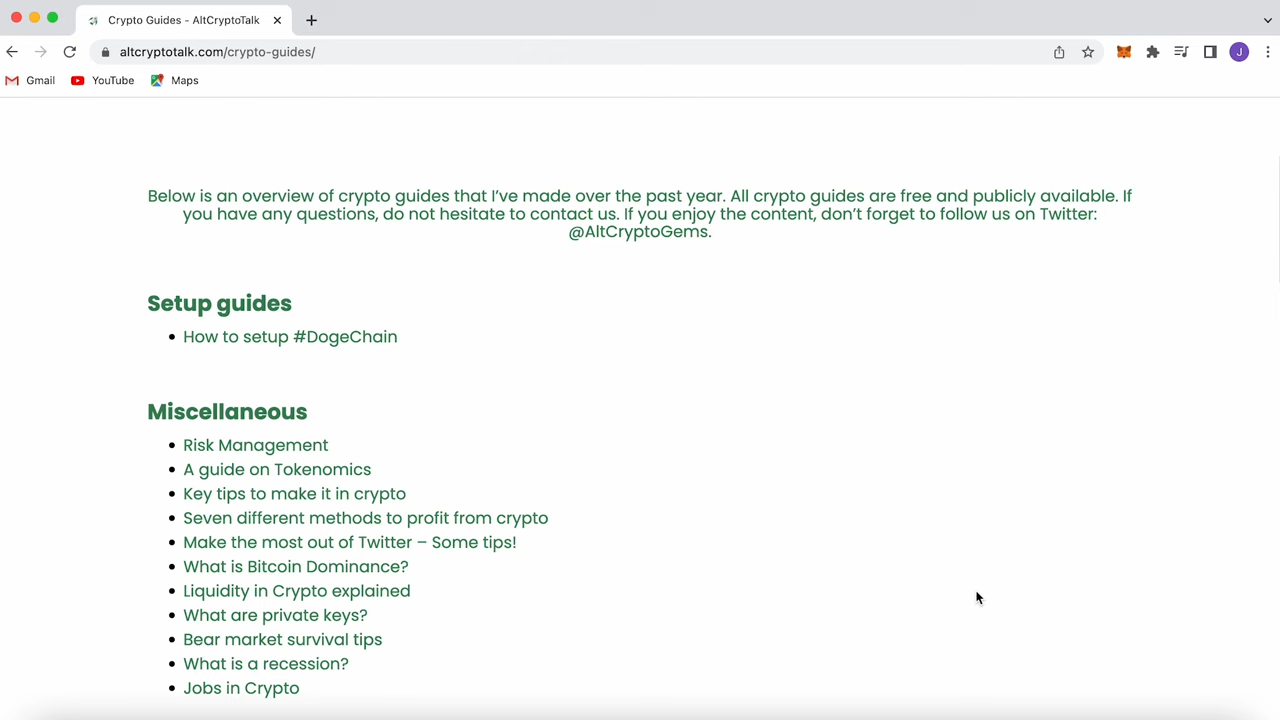 Crypto Guides - AltCryptoTalk
altcryptotalk.com/crypto-guides/
J
Gmail
YouTube
Maps
Below is an overview of crypto guides that I’ve made over the past year. All crypto guides are free and publicly available. If
you have any questions, do not hesitate to contact us. If you enjoy the content, don’t forget to follow us on Twitter:
@AltCryptoGems.
Setup guides
How to setup #DogeChain
Miscellaneous
Risk Management
A guide on Tokenomics
Key tips to make it in crypto
Seven different methods to profit from crypto
Make the most out of Twitter – Some tips!
What is Bitcoin Dominance?
Liquidity in Crypto explained
What are private keys?
Bear market survival tips
What is a recession?
Jobs in Crypto